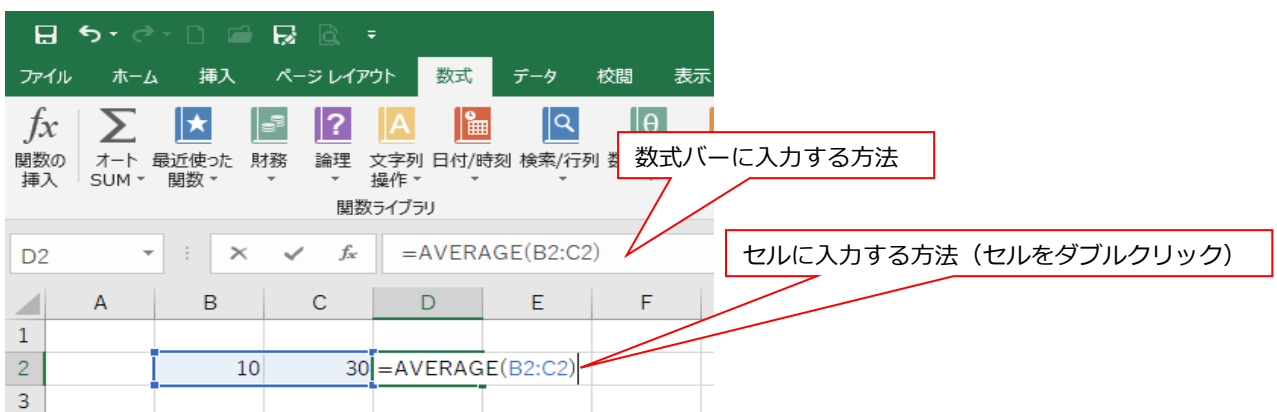 ファイル ホーム 挿入 ページ レイアウト 数式 データ 校閲 表示
fx Σ ★ ? A θ
関数の オート 最近使った 財務 論理 文字列 日付/時刻 検索/行列 数
挿入 SUM 関数 操作
関数ライブラリ
数式バーに入力する方法
D2 fx =AVERAGE(B2:C2)
セルに入力する方法（セルをダブルクリック）
A B C D E F
1
2 10 30 =AVERAGE(B2:C2)
3